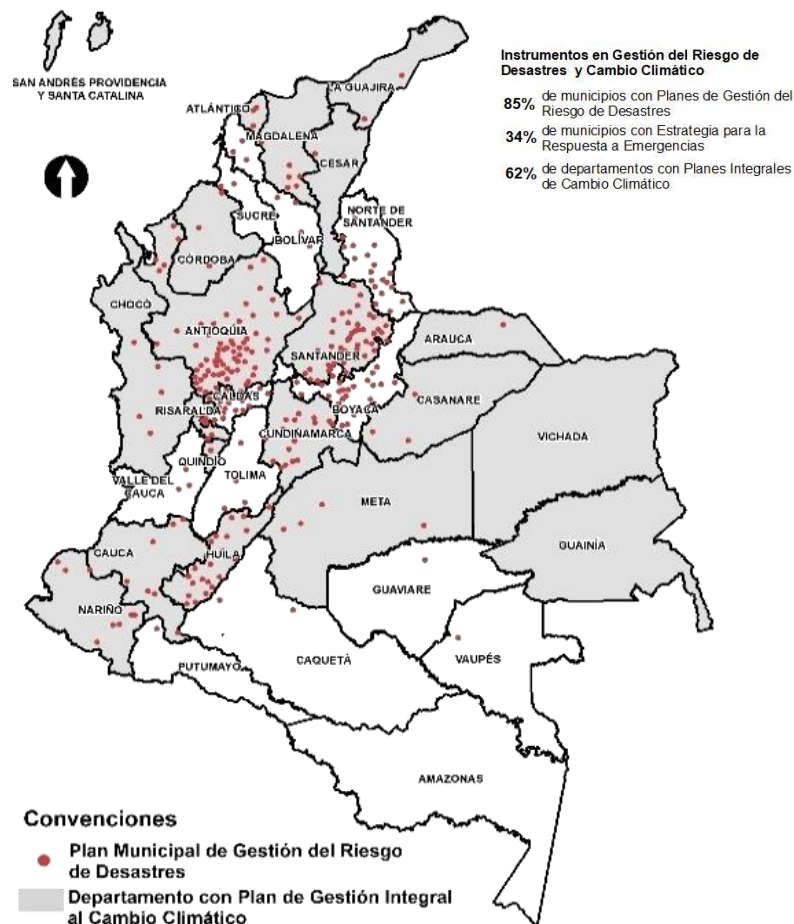 SAN ANDRÈS PROVIDENCIA
Y SANTA CATALINA
Instrumentos en Gestión del Riesgo de
Desastres y Cambio Climático
85% de municipios con Planes de Gestión del
Riesgo de Desastres
34% de municipios con Estrategia para la
Respuesta a Emergencias
62% de departamentos con Planes Integrales
de Cambio Climático
LA GUAJIRA
ATLÁNTICO
MAGDALENA
CESAR
SUCRE
NORTE DE
SANTANDER
BOLÍVAR
CÓRDOBA
CHOCÓ
ANTIOQUIA
SANTANDER
ARAUCA
CALDAS
RISARALDA
BOYACÁ
CASANARE
CUNDINAMARCA
VICHADA
QUINDÍO
TOLIMA
VALLE DEL
CAUCA
META
CAUCA
HUILA
GUAINÍA
GUAVIARE
NARIÑO
PUTUMAYO
CAQUETÁ
VAUPÉS
AMAZONAS
Convenciones
Plan Municipal de Gestión del Riesgo
de Desastres
Departamento con Plan de Gestión Integral
al Cambio Climático